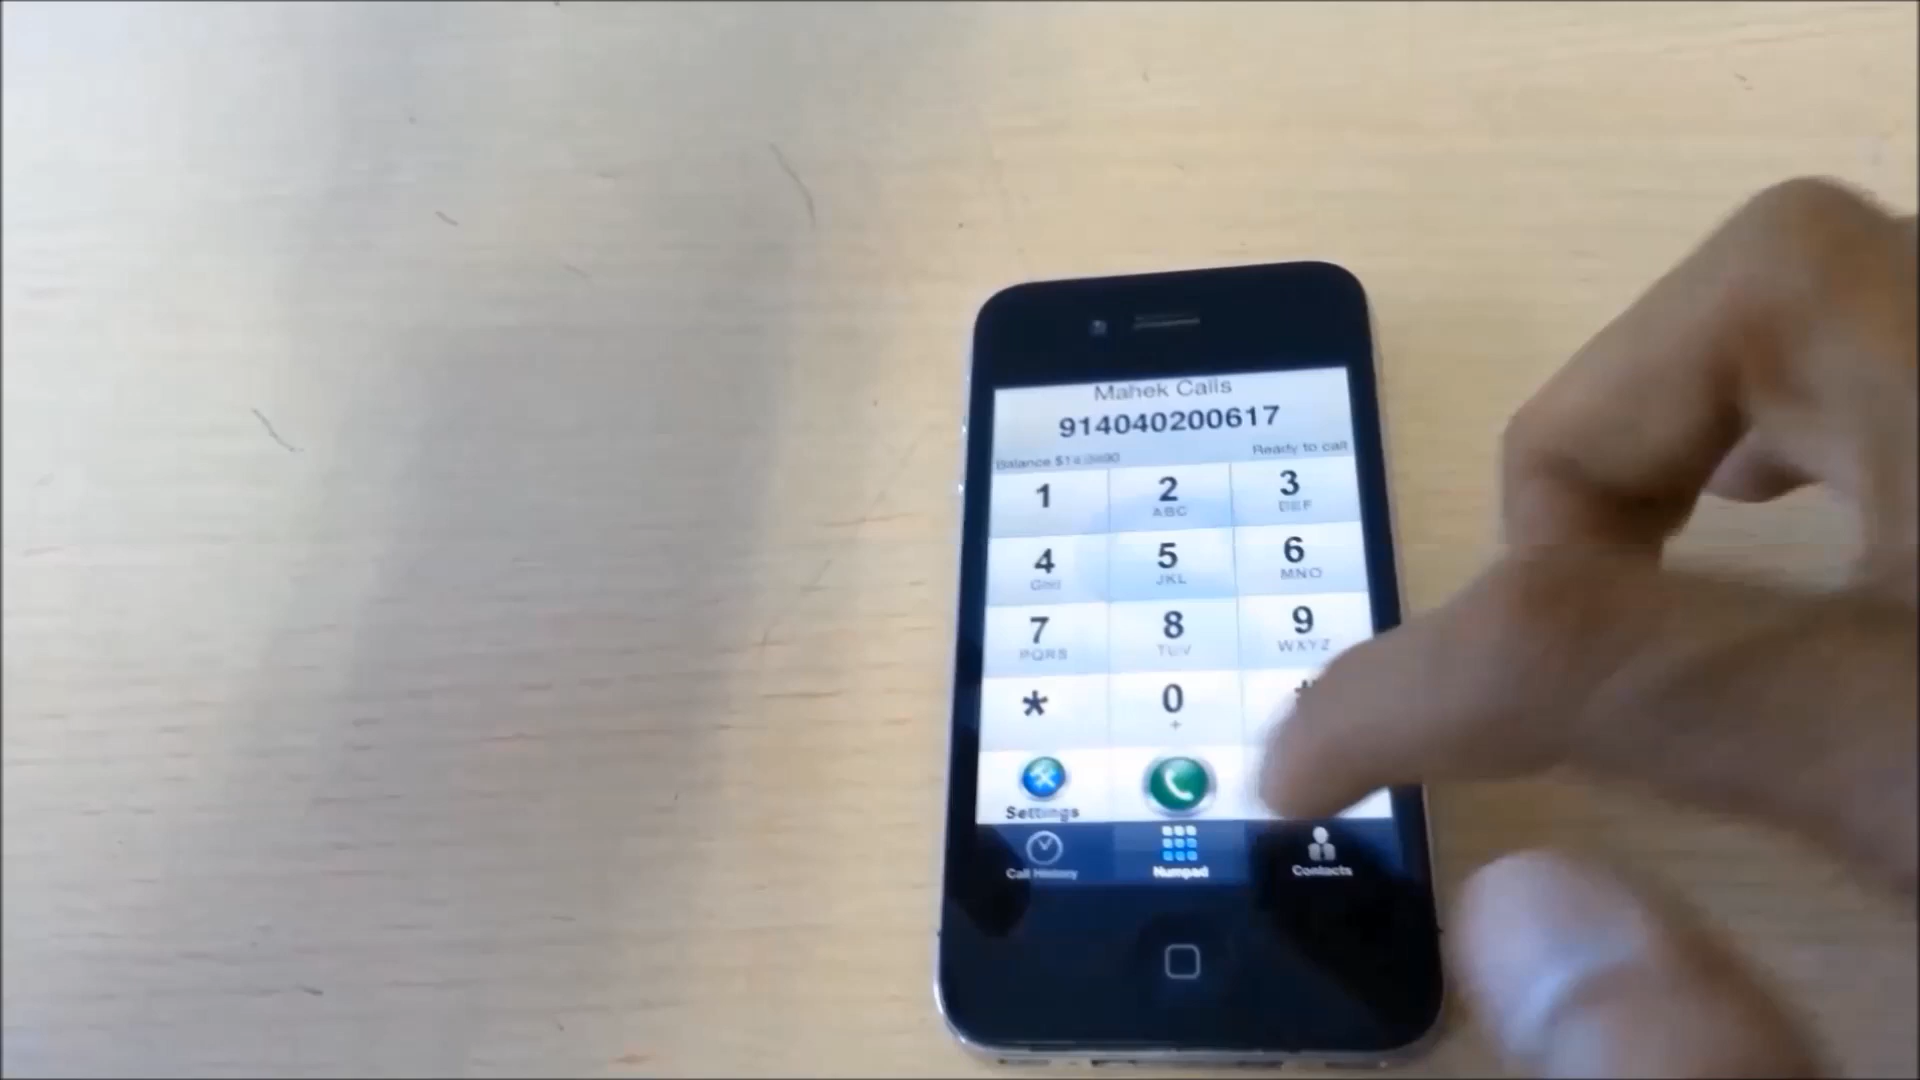 Mahek Calls
914040200617
Balance
Ready to call
1 2 3
ABC DEF
4 5 6
GHI JKL MNO
7 8 9
PQRS TUV WXYZ
* 0
+
Settings
Call History Numpad Contacts